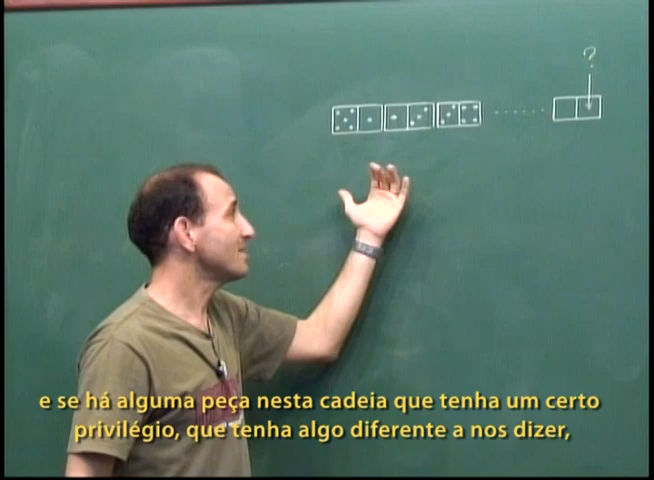 ?
e se há alguma peça nesta cadeia que tenha um certo
privilégio, que tenha algo diferente a nos dizer,